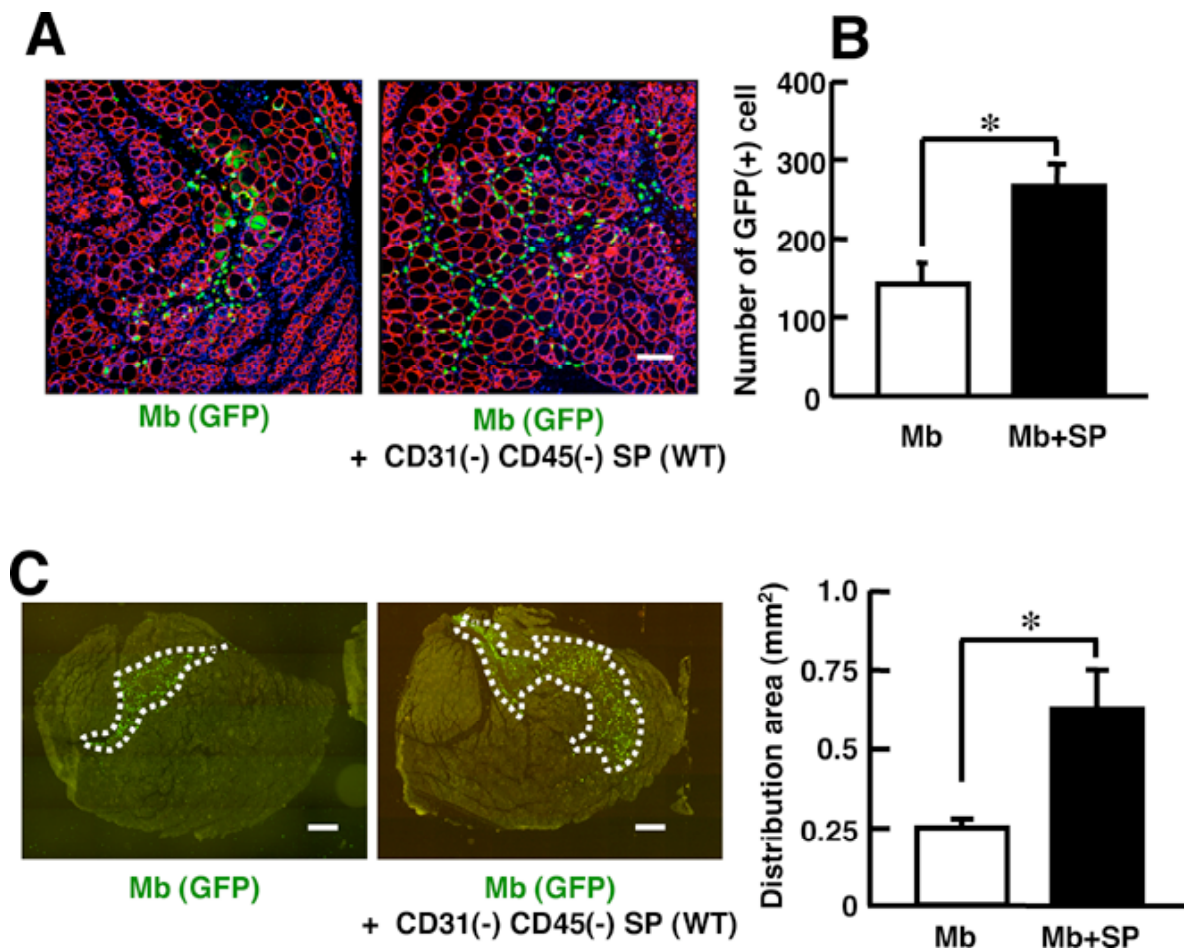 A
B
Mb (GFP)
Mb (GFP)
+ CD31(-) CD45(-) SP (WT)
Number of GFP(+) cell
400
300
200
100
0
*
Mb
Mb+SP
C
Mb (GFP)
Mb (GFP)
+ CD31(-) CD45(-) SP (WT)
Distribution area (mm²)
1.0
0.75
0.5
0.25
0
*
Mb
Mb+SP